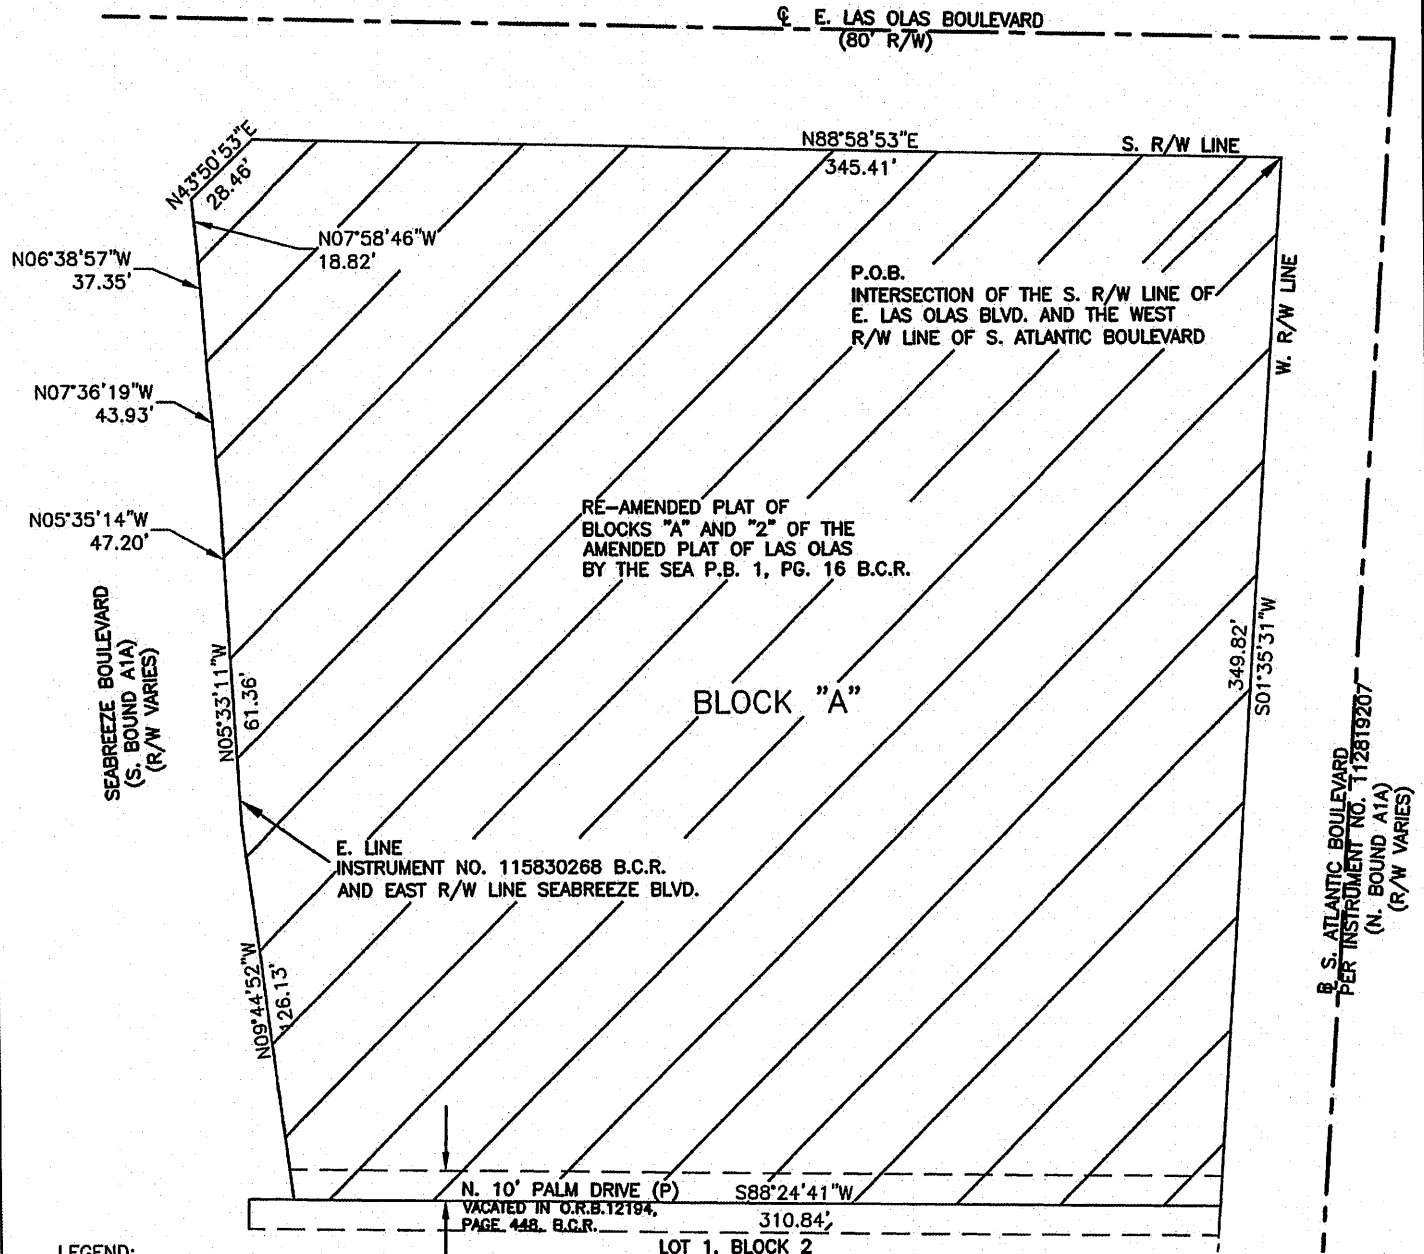 ℄ E. LAS OLAS BOULEVARD
(80' R/W)
N43°50'53"E
28.46'
N88°58'53"E
345.41'
S. R/W LINE
N07°58'46"W
18.82'
N06°38'57"W
37.35'
P.O.B.
INTERSECTION OF THE S. R/W LINE OF
E. LAS OLAS BLVD. AND THE WEST
R/W LINE OF S. ATLANTIC BOULEVARD
W. R/W LINE
N07°36'19"W
43.93'
N05°35'14"W
47.20'
RE-AMENDED PLAT OF
BLOCKS "A" AND "2" OF THE
AMENDED PLAT OF LAS OLAS
BY THE SEA P.B. 1, PG. 16 B.C.R.
SEABREEZE BOULEVARD
(S. BOUND A1A)
(R/W VARIES)
N05°33'11"W
61.36'
BLOCK "A"
349.82'
S01°35'31"W
E. LINE
INSTRUMENT NO. 115830268 B.C.R.
AND EAST R/W LINE SEABREEZE BLVD.
B S. ATLANTIC BOULEVARD
PER INSTRUMENT NO. 112819207
(N. BOUND A1A)
(R/W VARIES)
N09°44'52"W
126.13'
N. 10' PALM DRIVE (P)
VACATED IN O.R.B.12194,
PAGE 448, B.C.R.
S88°24'41"W
310.84'
LOT 1, BLOCK 2
LEGEND: